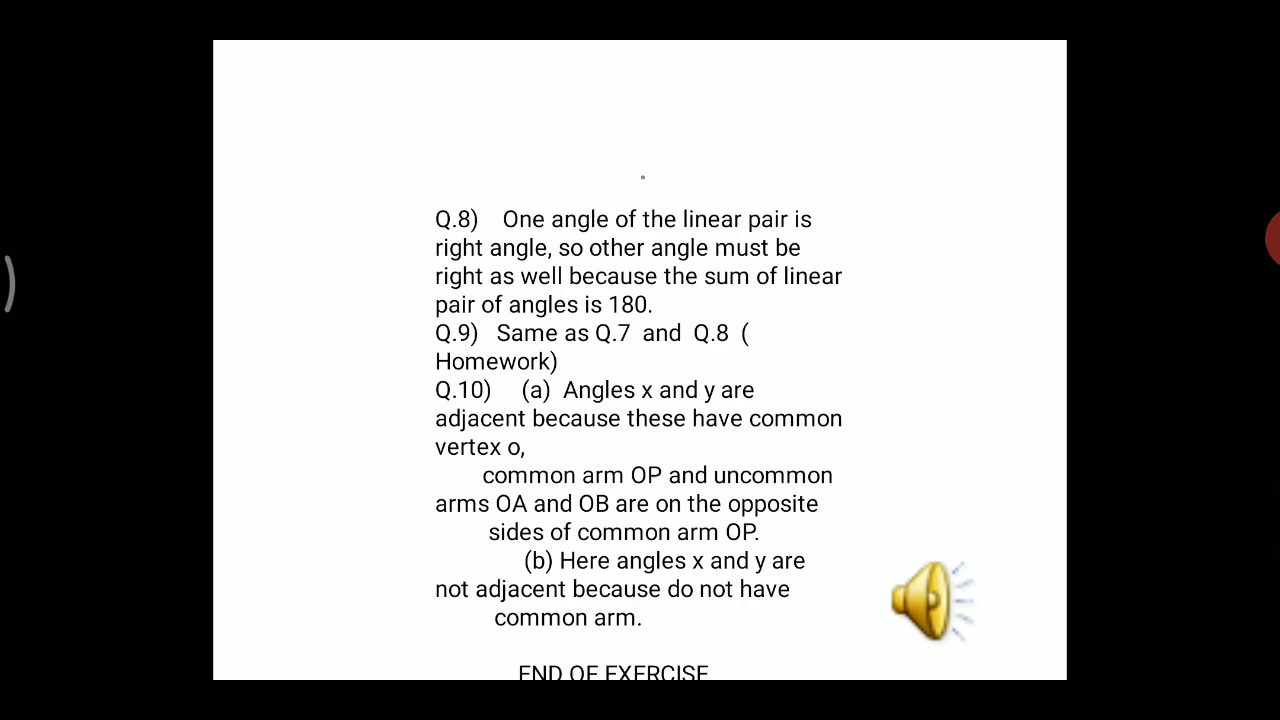 Q.8) One angle of the linear pair is
right angle, so other angle must be
right as well because the sum of linear
pair of angles is 180.
Q.9) Same as Q.7 and Q.8 (
Homework)
Q.10) (a) Angles x and y are
adjacent because these have common
vertex o,
common arm OP and uncommon
arms OA and OB are on the opposite
sides of common arm OP.
(b) Here angles x and y are
not adjacent because do not have
common arm.
END OF EXERCISE